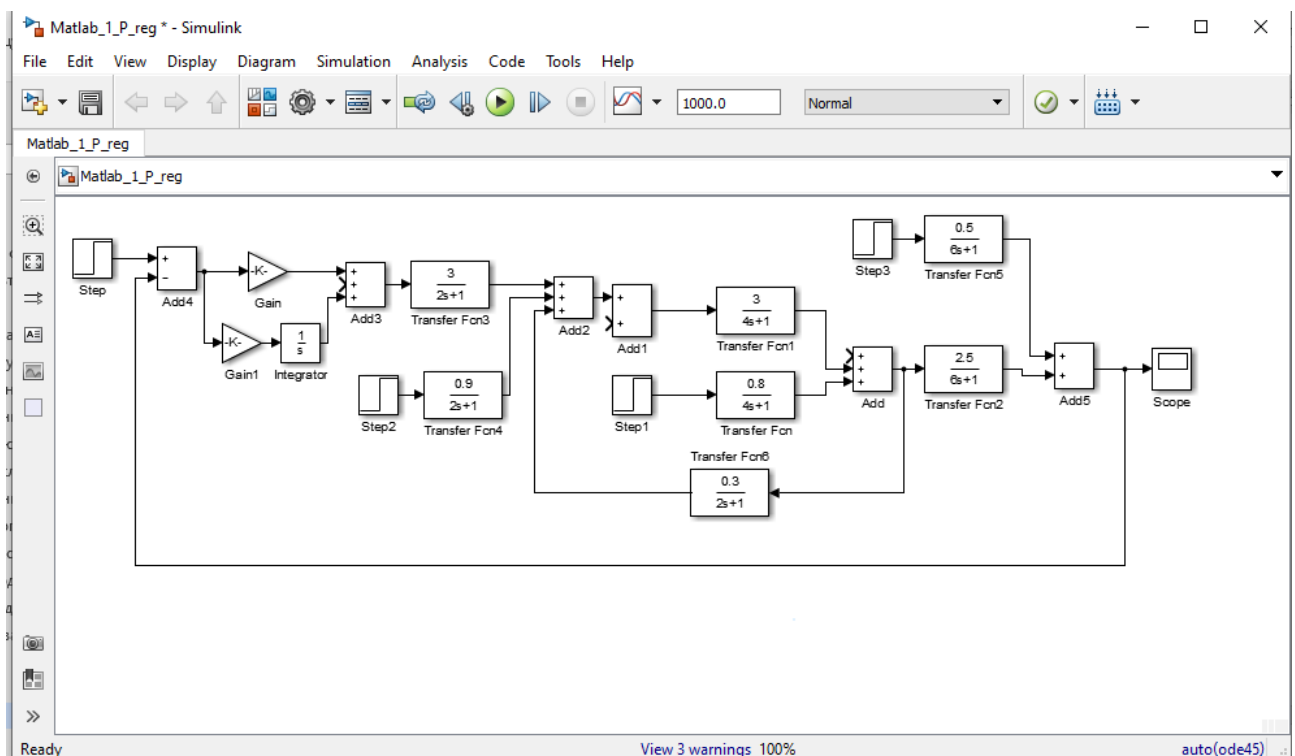 Matlab_1_P_reg * - Simulink
File Edit View Display Diagram Simulation Analysis Code Tools Help
1000.0 Normal
Matlab_1_P_reg
Matlab_1_P_reg
Step
+
−
Add4
-K-
Gain
-K-
Gain1
1
s
Integrator
+
+
+
Add3
3
2s+1
Transfer Fcn3
Step2
0.9
2s+1
Transfer Fcn4
+
+
+
Add2
+
+
Add1
3
4s+1
Transfer Fcn1
Step1
0.8
4s+1
Transfer Fcn
Transfer Fcn6
0.3
2s+1
+
+
+
Add
Step3
0.5
6s+1
Transfer Fcn5
2.5
6s+1
Transfer Fcn2
+
+
Add5
Scope
Ready View 3 warnings 100% auto(ode45)